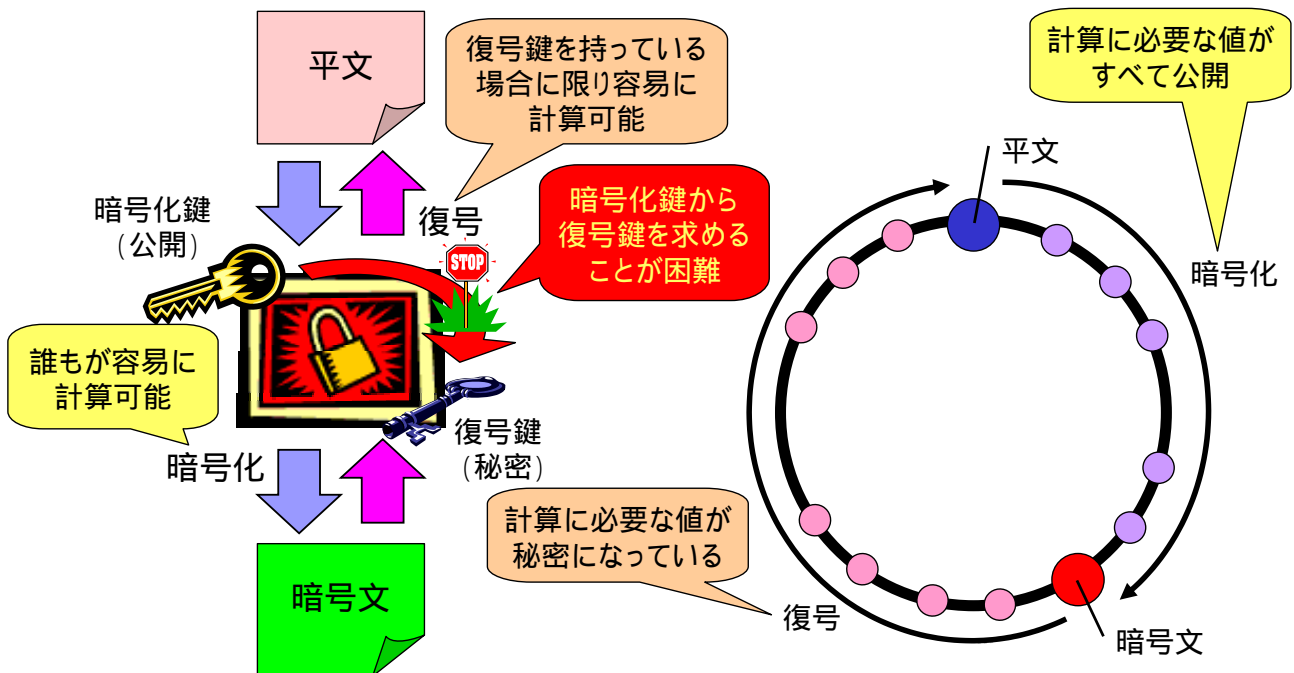 平文
復号鍵を持っている
場合に限り容易に
計算可能
暗号化鍵
(公開)
復号
暗号化鍵から
復号鍵を求める
ことが困難
STOP
誰もが容易に
計算可能
暗号化
復号鍵
(秘密)
暗号文
計算に必要な値が
すべて公開
平文
暗号化
計算に必要な値が
秘密になっている
復号
暗号文